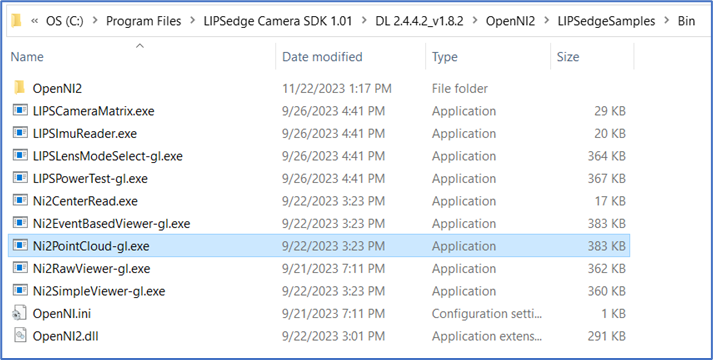 « OS (C:) > Program Files > LIPSedge Camera SDK 1.01 > DL 2.4.4.2_v1.8.2 > OpenNI2 > LIPSedgeSamples > Bin
Name Date modified Type Size
OpenNI2 11/22/2023 1:17 PM File folder
LIPSCameraMatrix.exe 9/26/2023 4:41 PM Application 29 KB
LIPSImuReader.exe 9/26/2023 4:41 PM Application 20 KB
LIPSLensModeSelect-gl.exe 9/26/2023 4:41 PM Application 364 KB
LIPSPowerTest-gl.exe 9/26/2023 4:41 PM Application 367 KB
Ni2CenterRead.exe 9/22/2023 3:23 PM Application 17 KB
Ni2EventBasedViewer-gl.exe 9/22/2023 3:23 PM Application 383 KB
Ni2PointCloud-gl.exe 9/22/2023 3:23 PM Application 383 KB
Ni2RawViewer-gl.exe 9/21/2023 7:11 PM Application 362 KB
Ni2SimpleViewer-gl.exe 9/22/2023 3:23 PM Application 360 KB
OpenNI.ini 9/21/2023 7:11 PM Configuration setti... 1 KB
OpenNI2.dll 9/22/2023 3:01 PM Application extens... 291 KB